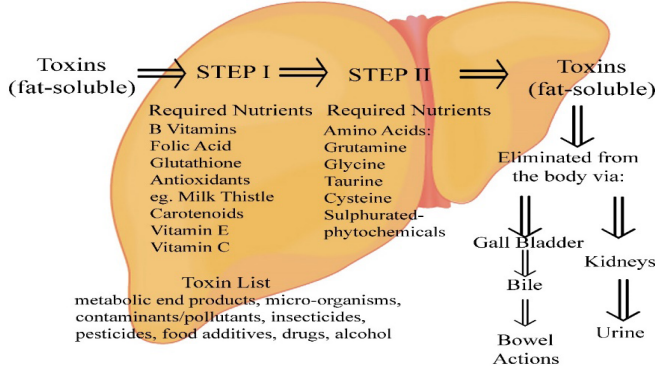 Toxins
(fat-soluble)
STEP I
STEP II
Toxins
(fat-soluble)
Required Nutrients
B Vitamins
Folic Acid
Glutathione
Antioxidants
eg. Milk Thistle
Carotenoids
Vitamin E
Vitamin C
Required Nutrients
Amino Acids:
Grutamine
Glycine
Taurine
Cysteine
Sulphurated-
phytochemicals
Eliminated from
the body via:
Gall Bladder
Bile
Bowel
Actions
Kidneys
Urine
Toxin List
metabolic end products, micro-organisms,
contaminants/pollutants, insecticides,
pesticides, food additives, drugs, alcohol